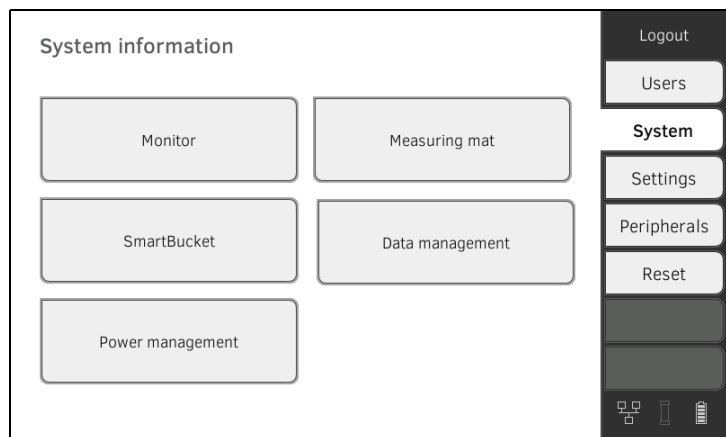 System information
Monitor
Measuring mat
SmartBucket
Data management
Power management
Logout
Users
System
Settings
Peripherals
Reset